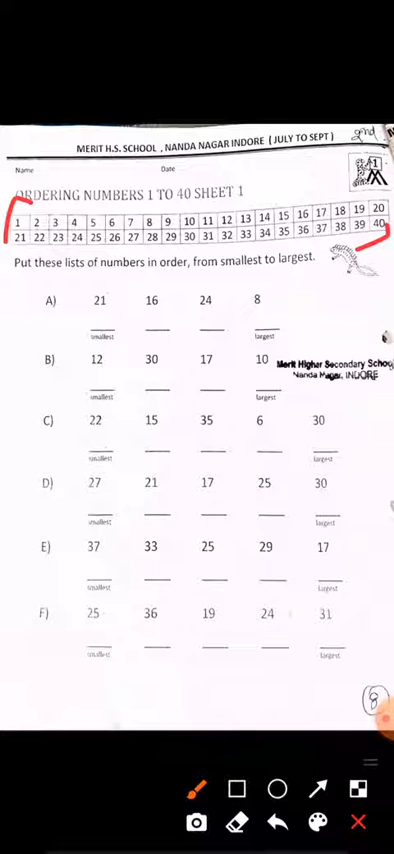 gnd
MERIT H.S. SCHOOL , NANDA NAGAR INDORE ( JULY TO SEPT )
Name Date
ORDERING NUMBERS 1 TO 40 SHEET 1
1 2 3 4 5 6 7 8 9 10 11 12 13 14 15 16 17 18 19 20
21 22 23 24 25 26 27 28 29 30 31 32 33 34 35 36 37 38 39 40
Put these lists of numbers in order, from smallest to largest.
A) 21 16 24 8
smallest largest
B) 12 30 17 10
Merit Higher Secondary School
Nanda Nagar, INDORE
smallest largest
C) 22 15 35 6 30
smallest largest
D) 27 21 17 25 30
smallest largest
E) 37 33 25 29 17
smallest largest
F) 25 36 19 24 31
smallest largest
8